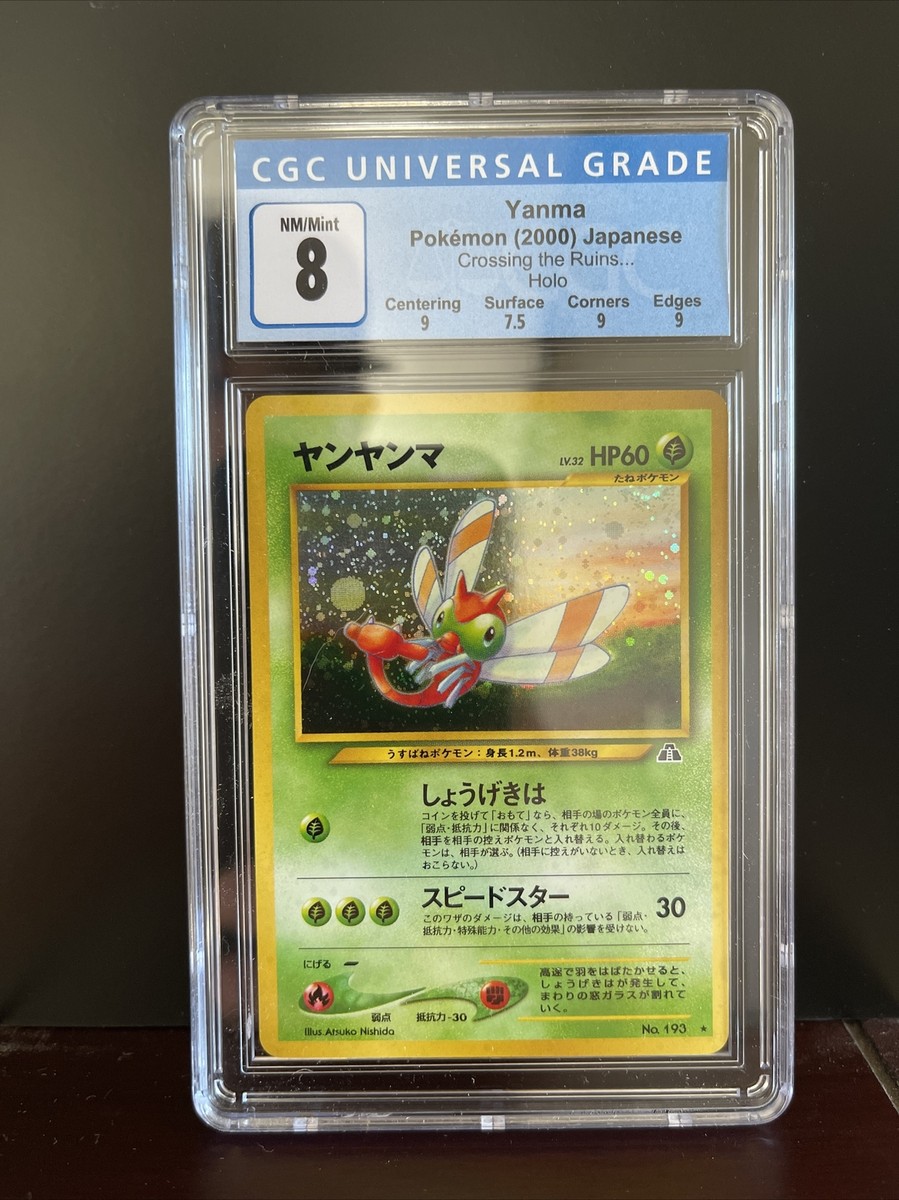 CGC UNIVERSAL GRADE
NM/Mint
8
Yanma
Pokémon (2000) Japanese
Crossing the Ruins...
Holo
Centering Surface Corners Edges
9 7.5 9 9
ヤンヤンマ LV.32 HP60
たねポケモン
うすばねポケモン:身長1.2m、体重38kg
しょうげきは
コインを投げて「おもて」なら、相手の場のポケモン全員に、
「弱点・抵抗力」に関係なく、それぞれ10ダメージ。その後、
相手を相手の控えポケモンと入れ替える。入れ替わるポケ
モンは、相手が選ぶ。(相手に控えがいないとき、入れ替えは
おこらない。)
スピードスター 30
このワザのダメージは、相手の持っている「弱点・
抵抗力・特殊能力・その他の効果」の影響を受けない。
にげる
弱点 抵抗力-30
高速で羽をはばたかせると、
しょうげきはが発生して、
まわりの窓ガラスが割れて
いく。
Illus. Atsuko Nishida No. 193 ★